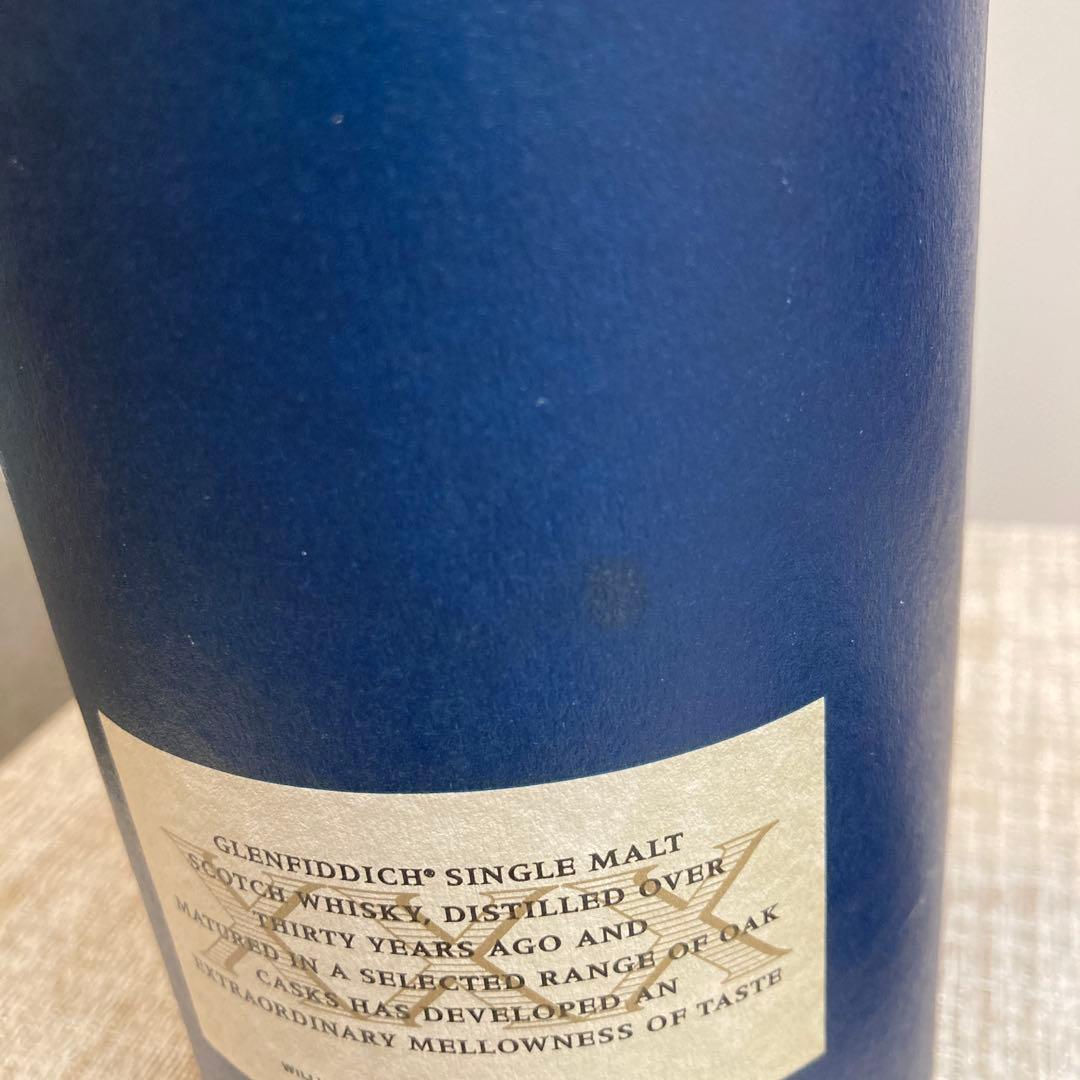 GLENFIDDICH® SINGLE MALT
SCOTCH WHISKY, DISTILLED OVER
THIRTY YEARS AGO AND
MATURED IN A SELECTED RANGE OF OAK
CASKS HAS DEVELOPED AN
EXTRAORDINARY MELLOWNESS OF TASTE
XXX